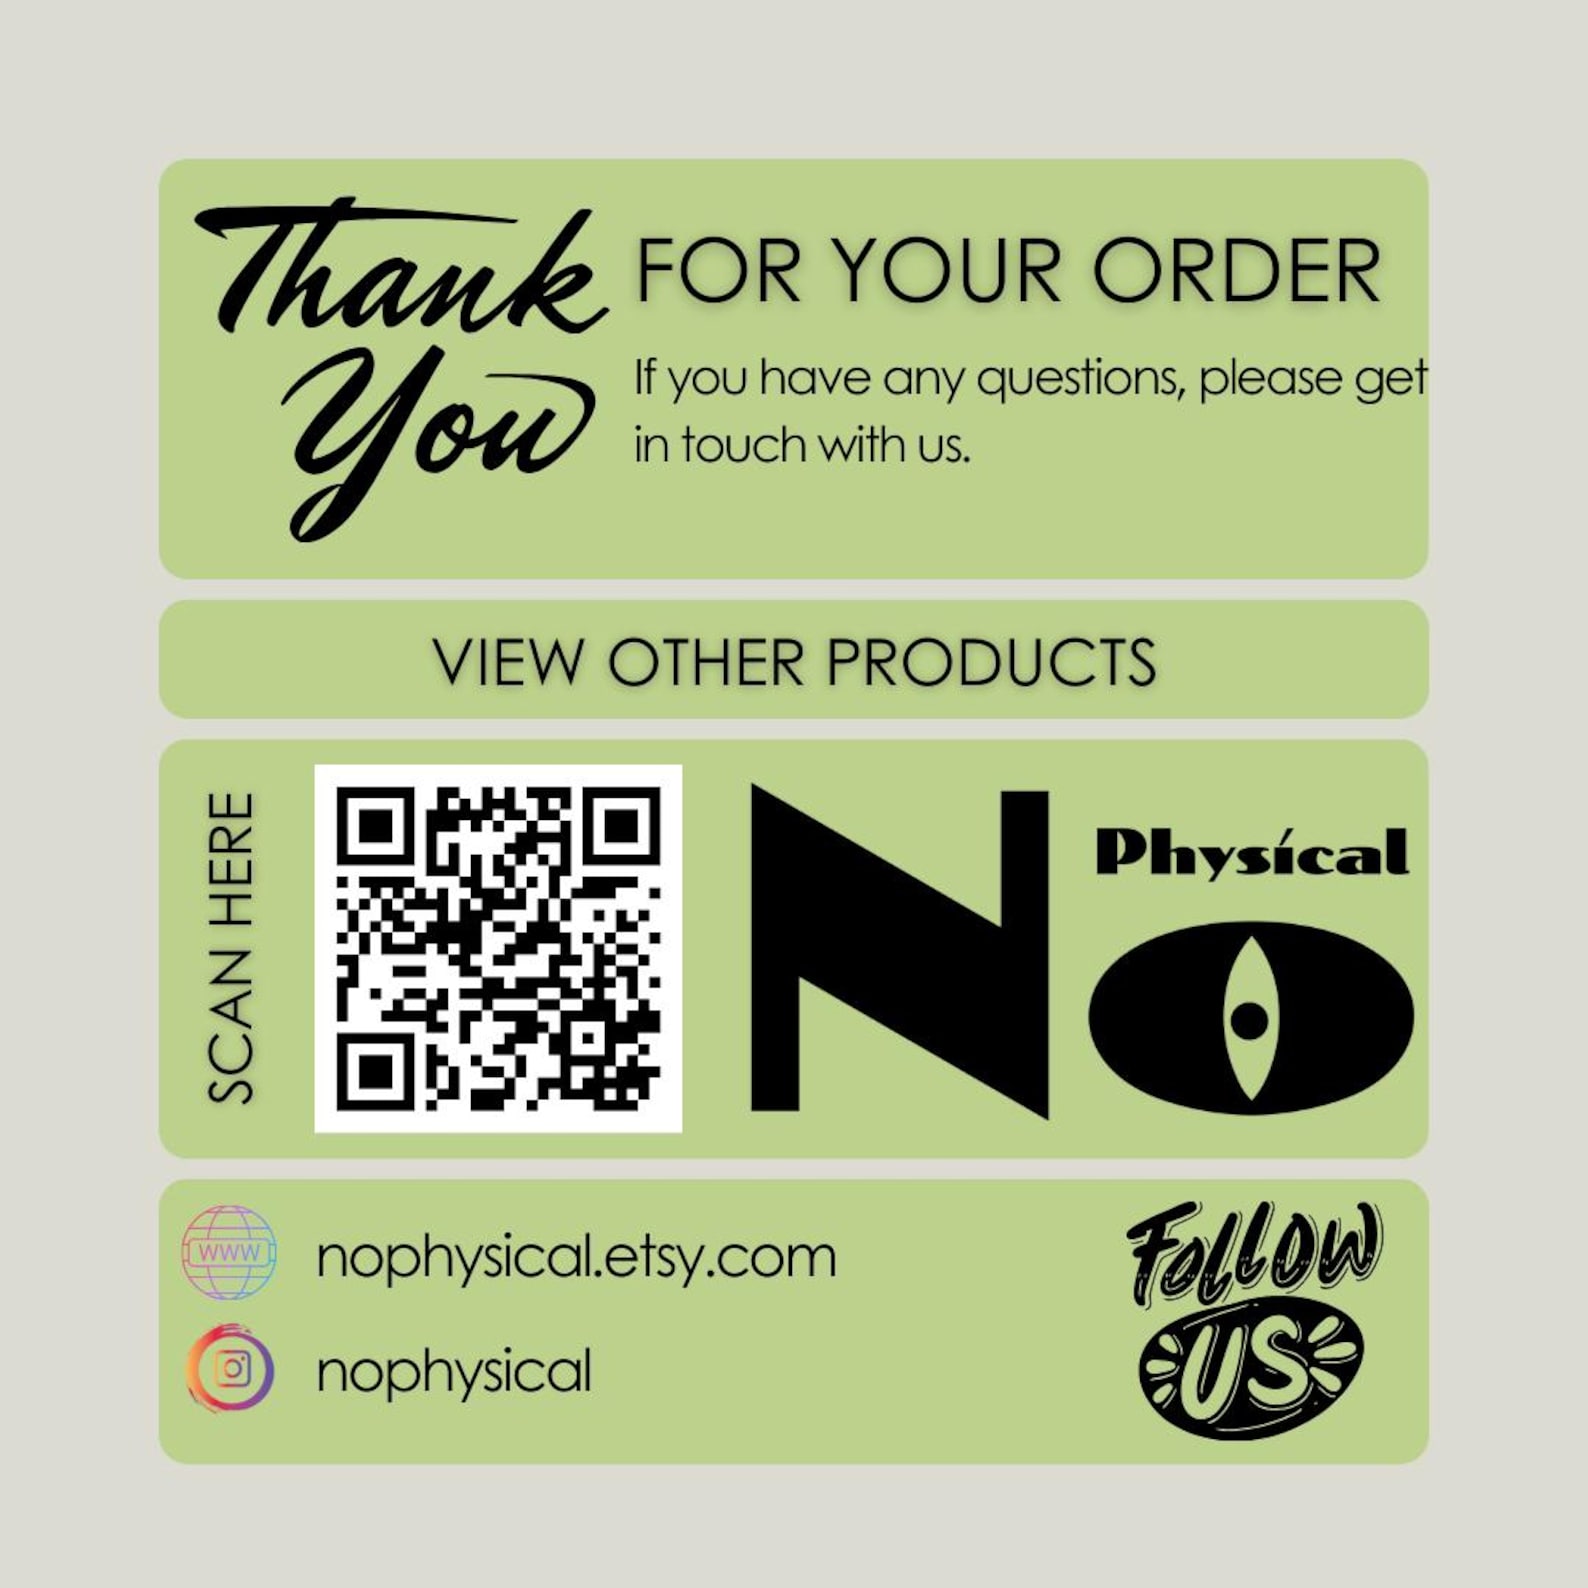 Thank
You
FOR YOUR ORDER
If you have any questions, please get
in touch with us.
VIEW OTHER PRODUCTS
SCAN HERE
No
Physical
www
nophysical.etsy.com
nophysical
FOLLOW
US